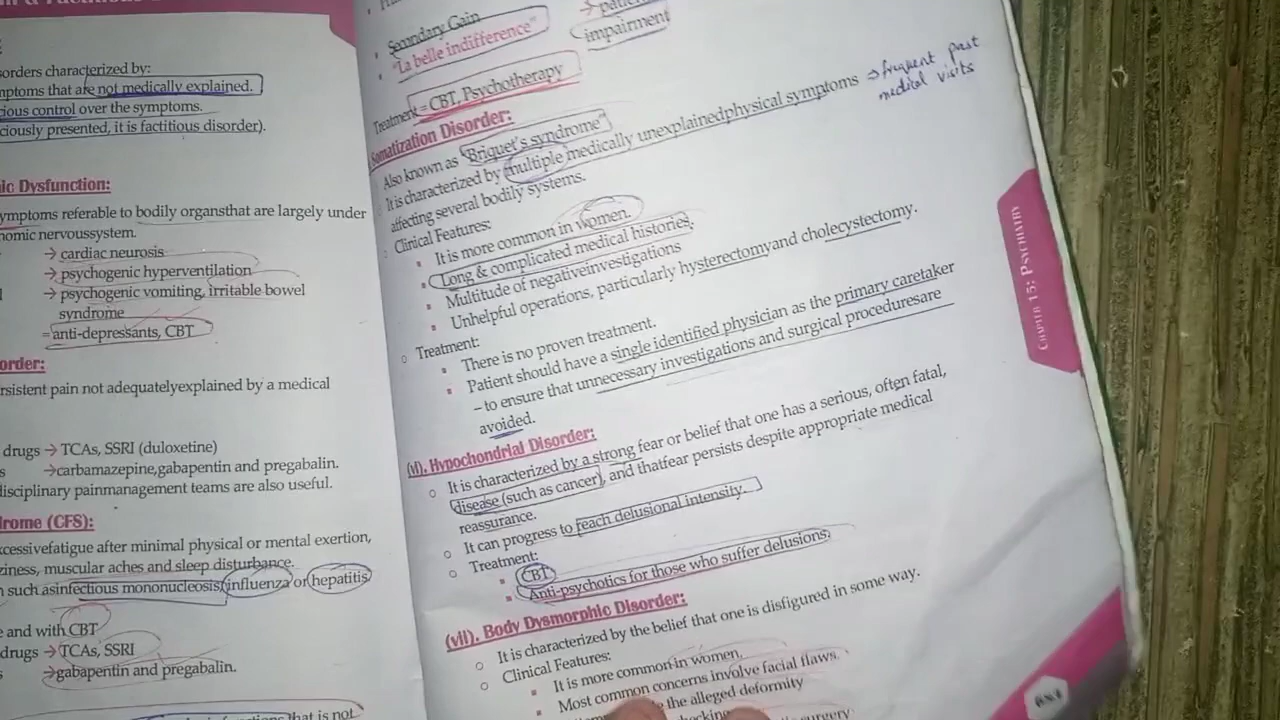 sorders characterized by:
mptoms that are not medically explained.
cious control over the symptoms.
ciously presented, it is factitious disorder).
ic Dysfunction:
symptoms referable to bodily organsthat are largely under
nomic nervoussystem.
→ cardiac neurosis
→ psychogenic hyperventilation
→ psychogenic vomiting, irritable bowel
syndrome
= anti-depressants, CBT
order:
rsistent pain not adequatelyexplained by a medical
drugs → TCAs, SSRI (duloxetine)
s →carbamazepine,gabapentin and pregabalin.
disciplinary painmanagement teams are also useful.
drome (CFS):
xcessivefatigue after minimal physical or mental exertion,
ziness, muscular aches and sleep disturbance.
n such asinfectious mononucleosis, influenza or hepatitis
e and with CBT
drugs → TCAs, SSRI
s →gabapentin and pregabalin.
that is not
Secondary Gain
"La belle indifference"
impairment
Treatment = CBT, Psychotherapy
Somatization Disorder:
Also known as "Briquet's syndrome"
It is characterized by multiple medically unexplainedphysical symptoms → frequent past
medical visits
affecting several bodily systems.
Clinical Features:
▪ It is more common in women.
▪ Long & complicated medical histories.
▪ Multitude of negativeinvestigations
▪ Unhelpful operations, particularly hysterectomyand cholecystectomy.
○ Treatment:
▪ There is no proven treatment.
▪ Patient should have a single identified physician as the primary caretaker
– to ensure that unnecessary investigations and surgical proceduresare
avoided.
(vi). Hypochondrial Disorder:
○ It is characterized by a strong fear or belief that one has a serious, often fatal,
disease (such as cancer), and thatfear persists despite appropriate medical
reassurance.
○ It can progress to reach delusional intensity.
○ Treatment:
▪ CBT
▪ Anti-psychotics for those who suffer delusions.
(vii). Body Dysmorphic Disorder:
○ It is characterized by the belief that one is disfigured in some way.
○ Clinical Features:
▪ It is more common in women.
▪ Most common concerns involve facial flaws.
the alleged deformity
surgery
CHAPTER 15: PSYCHIATRY